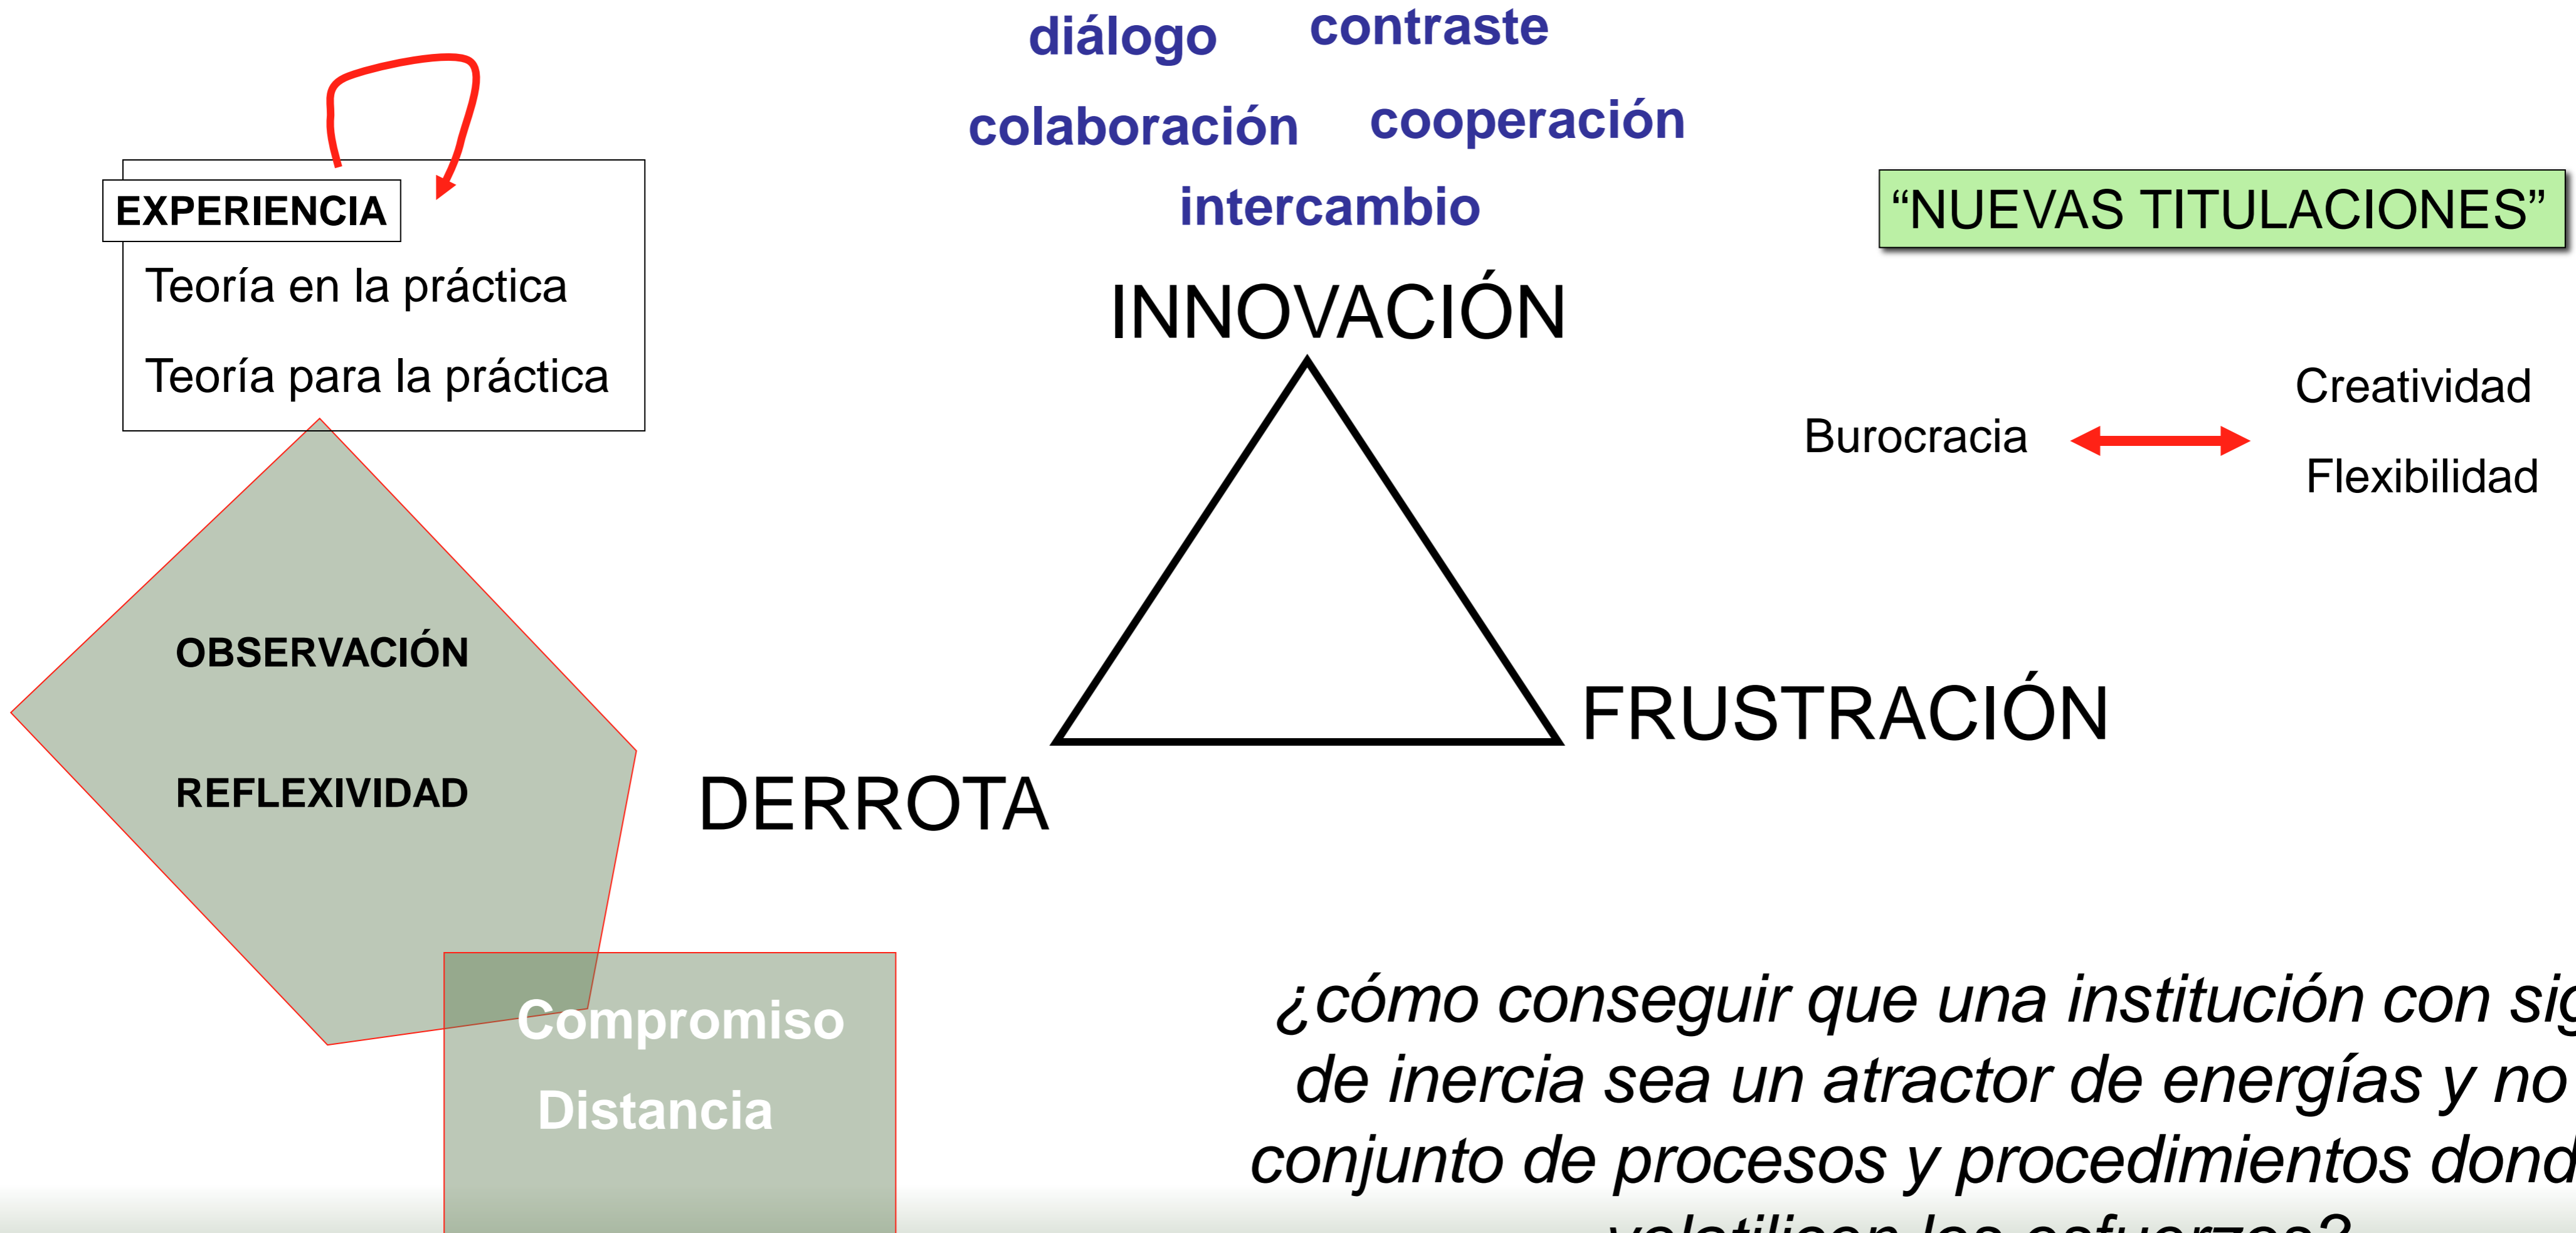 diálogo contraste
colaboración cooperación
intercambio
EXPERIENCIA
Teoría en la práctica
Teoría para la práctica
“NUEVAS TITULACIONES”
INNOVACIÓN
Burocracia
Creatividad
Flexibilidad
OBSERVACIÓN
REFLEXIVIDAD
FRUSTRACIÓN
DERROTA
Compromiso
Distancia
¿cómo conseguir que una institución con
de inercia sea un atractor de energías y no
conjunto de procesos y procedimientos
los esfuerzos?